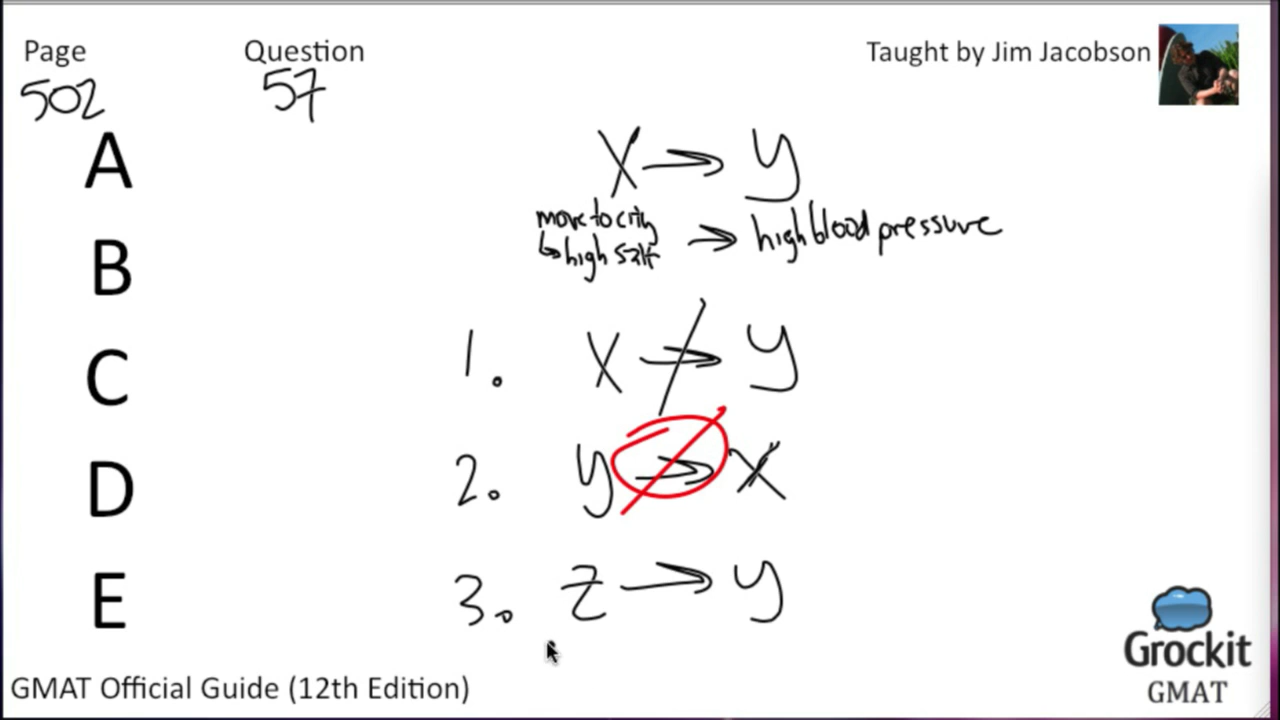 Page Question Taught by Jim Jacobson
502 57
A
B
C
D
E
X → y
move to city
↳ high salt → high blood pressure
1. X → y
2. y → X
3. z → y
Grockit
GMAT
GMAT Official Guide (12th Edition)